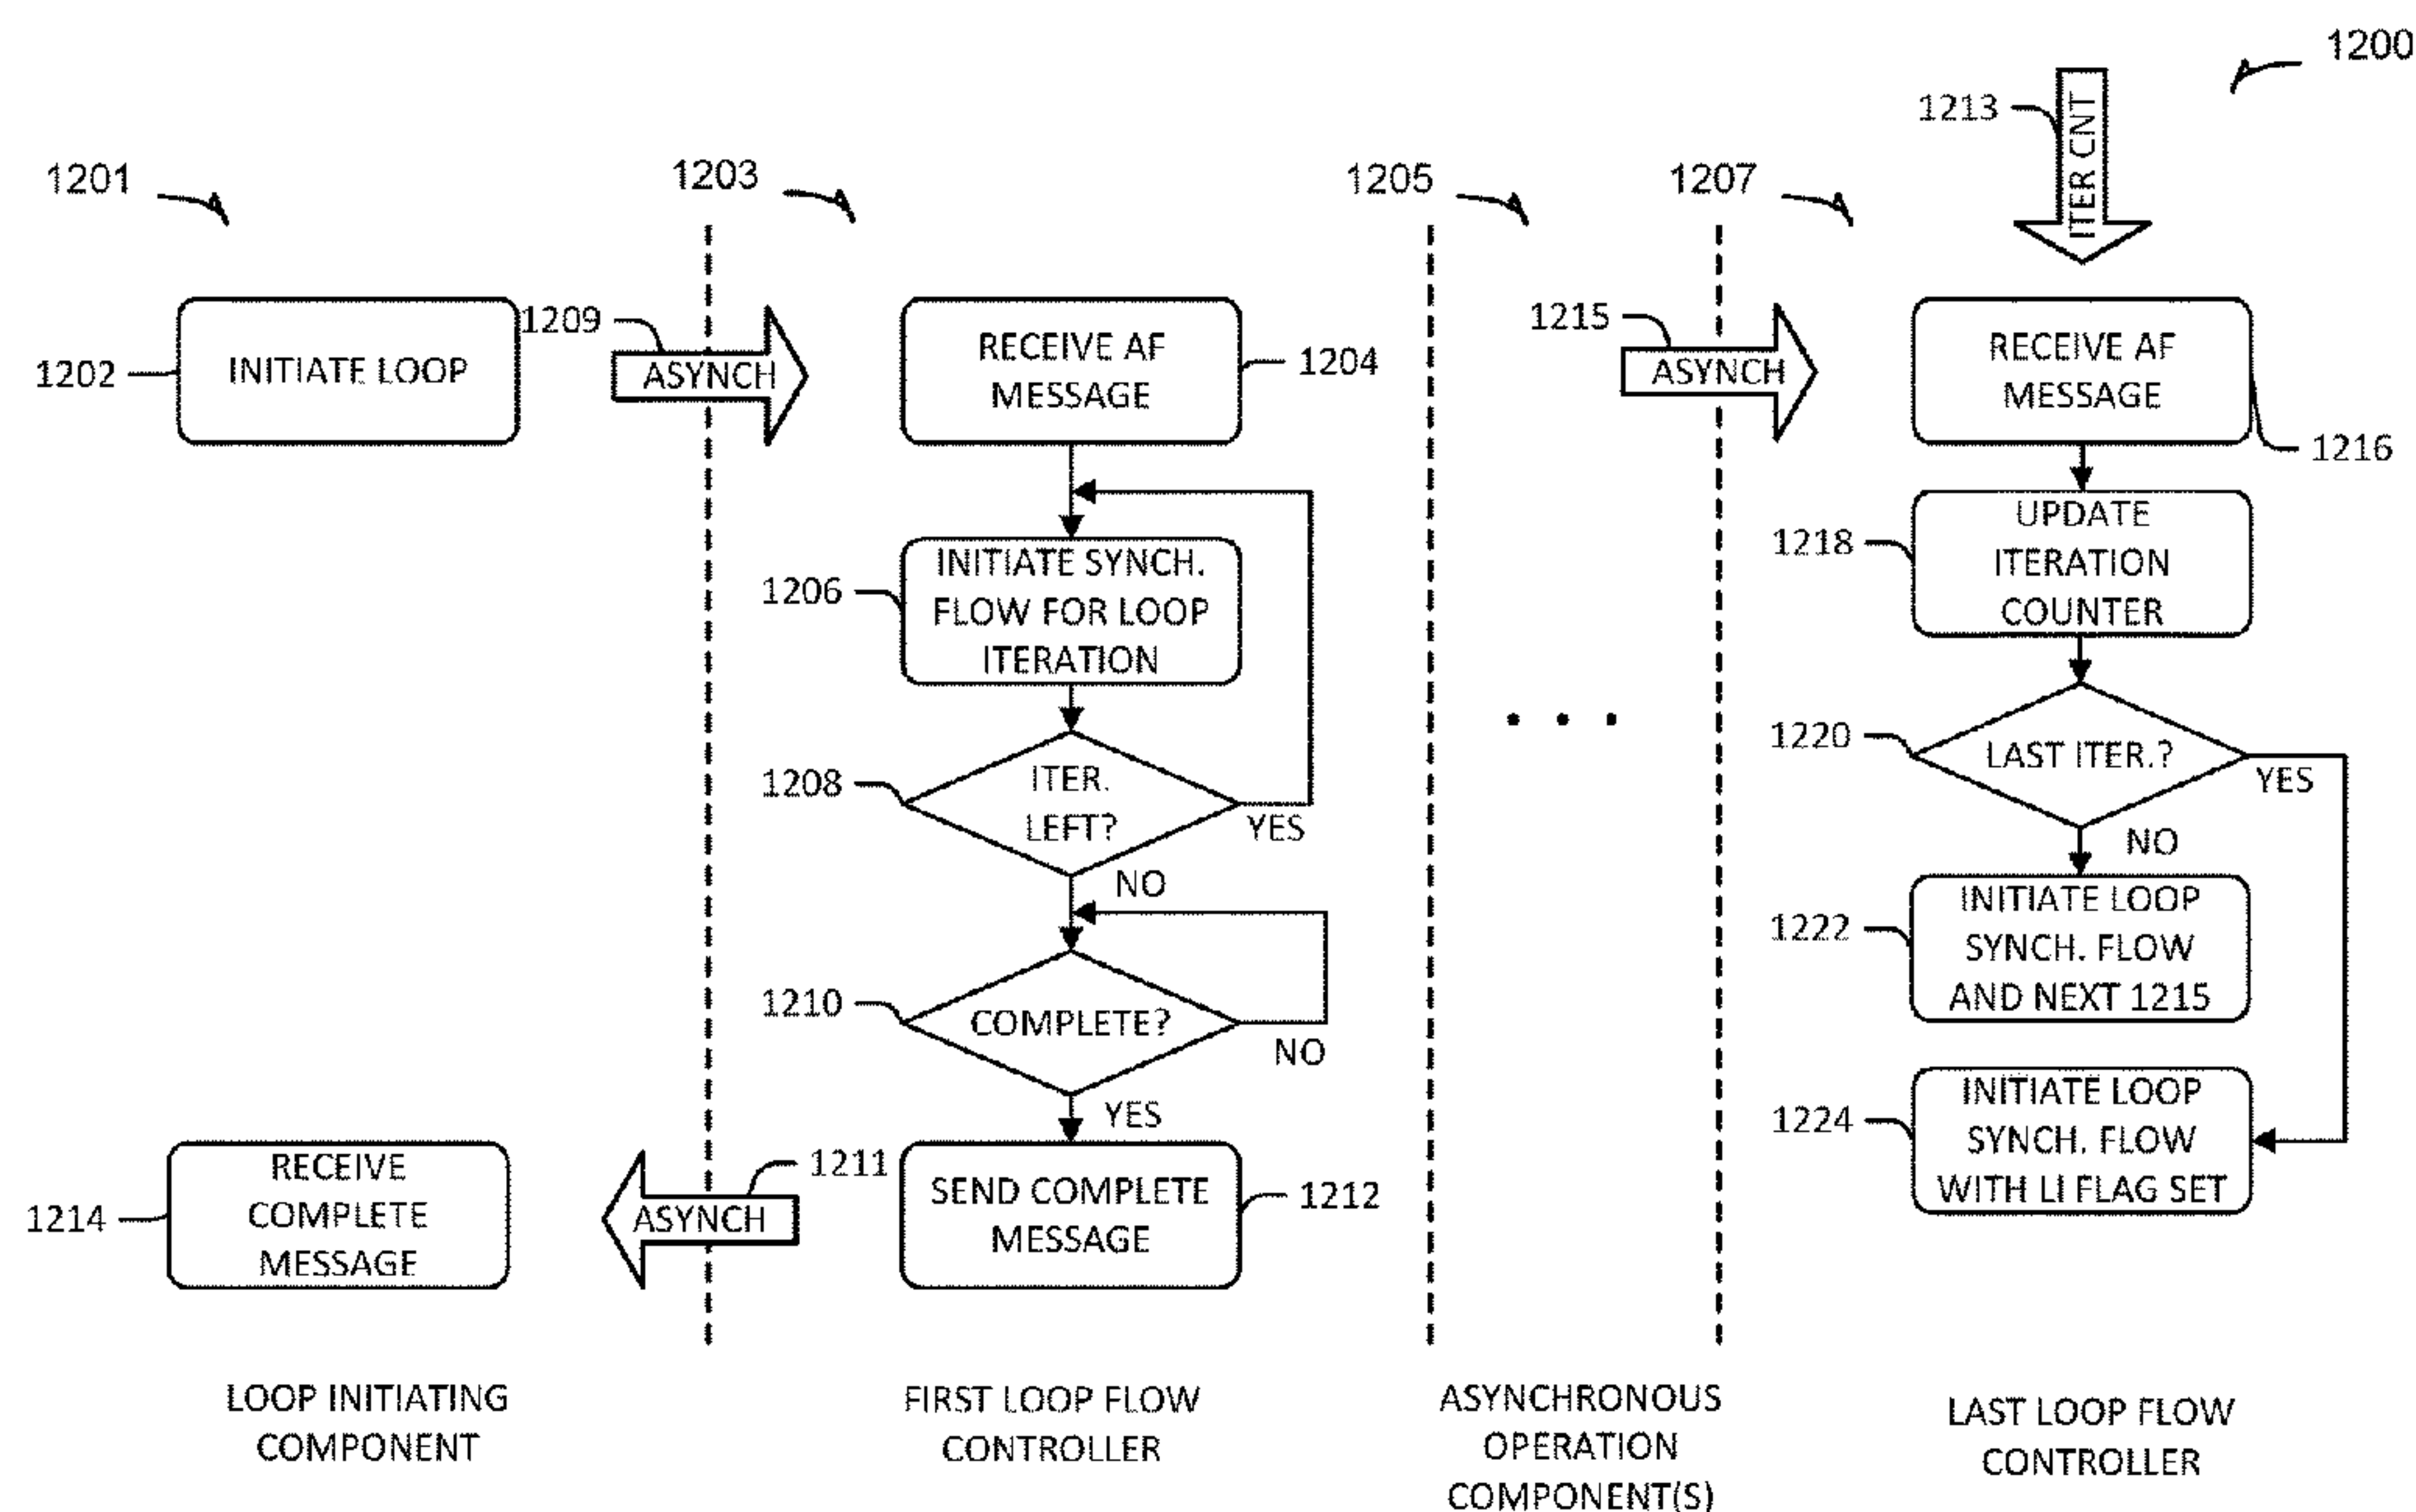 1200
1213
ITER CNT
1201
1203
1205
1207
1202
INITIATE LOOP
1209
ASYNCH
RECEIVE AF
MESSAGE
1204
1206
INITIATE SYNCH.
FLOW FOR LOOP
ITERATION
1208
ITER.
LEFT?
YES
NO
1210
COMPLETE?
NO
YES
1214
RECEIVE
COMPLETE
MESSAGE
1211
ASYNCH
SEND COMPLETE
MESSAGE
1212
. . .
1215
ASYNCH
RECEIVE AF
MESSAGE
1216
1218
UPDATE
ITERATION
COUNTER
1220
LAST ITER.?
YES
NO
1222
INITIATE LOOP
SYNCH. FLOW
AND NEXT 1215
1224
INITIATE LOOP
SYNCH. FLOW
WITH LI FLAG SET
LOOP INITIATING
COMPONENT
FIRST LOOP FLOW
CONTROLLER
ASYNCHRONOUS
OPERATION
COMPONENT(S)
LAST LOOP FLOW
CONTROLLER